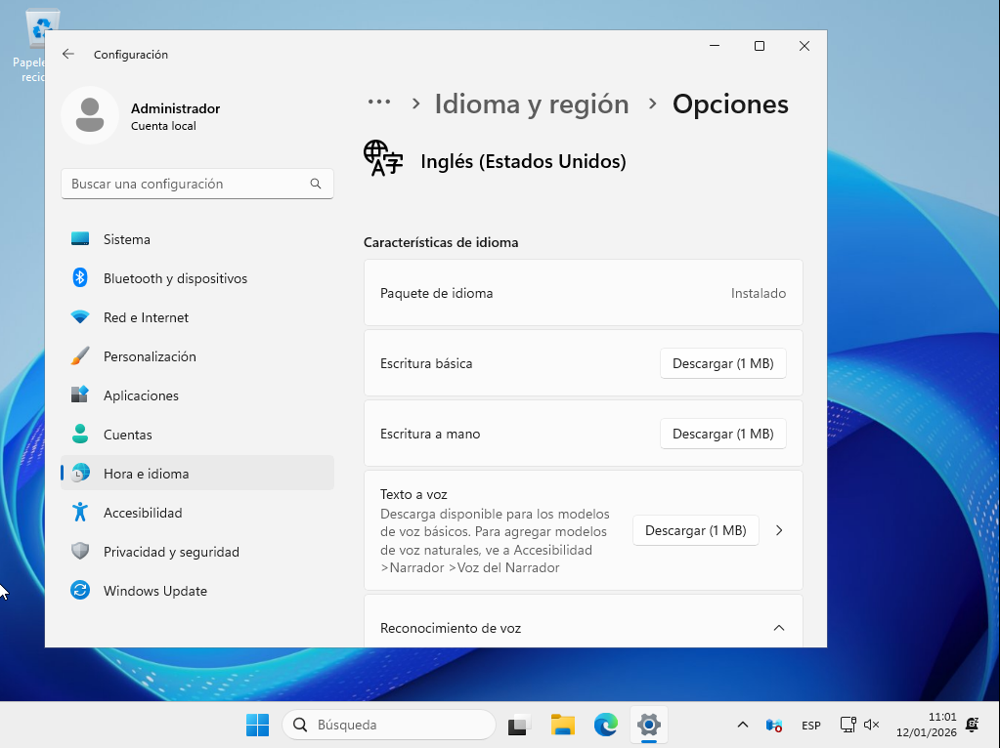 Papele
recic
Configuración
Administrador
Cuenta local
Buscar una configuración
Sistema
Bluetooth y dispositivos
Red e Internet
Personalización
Aplicaciones
Cuentas
Hora e idioma
Accesibilidad
Privacidad y seguridad
Windows Update
... > Idioma y región > Opciones
Inglés (Estados Unidos)
Características de idioma
Paquete de idioma Instalado
Escritura básica Descargar (1 MB)
Escritura a mano Descargar (1 MB)
Texto a voz
Descarga disponible para los modelos
de voz básicos. Para agregar modelos
de voz naturales, ve a Accesibilidad
>Narrador >Voz del Narrador
Descargar (1 MB)
Reconocimiento de voz
Búsqueda
ESP
11:01
12/01/2026